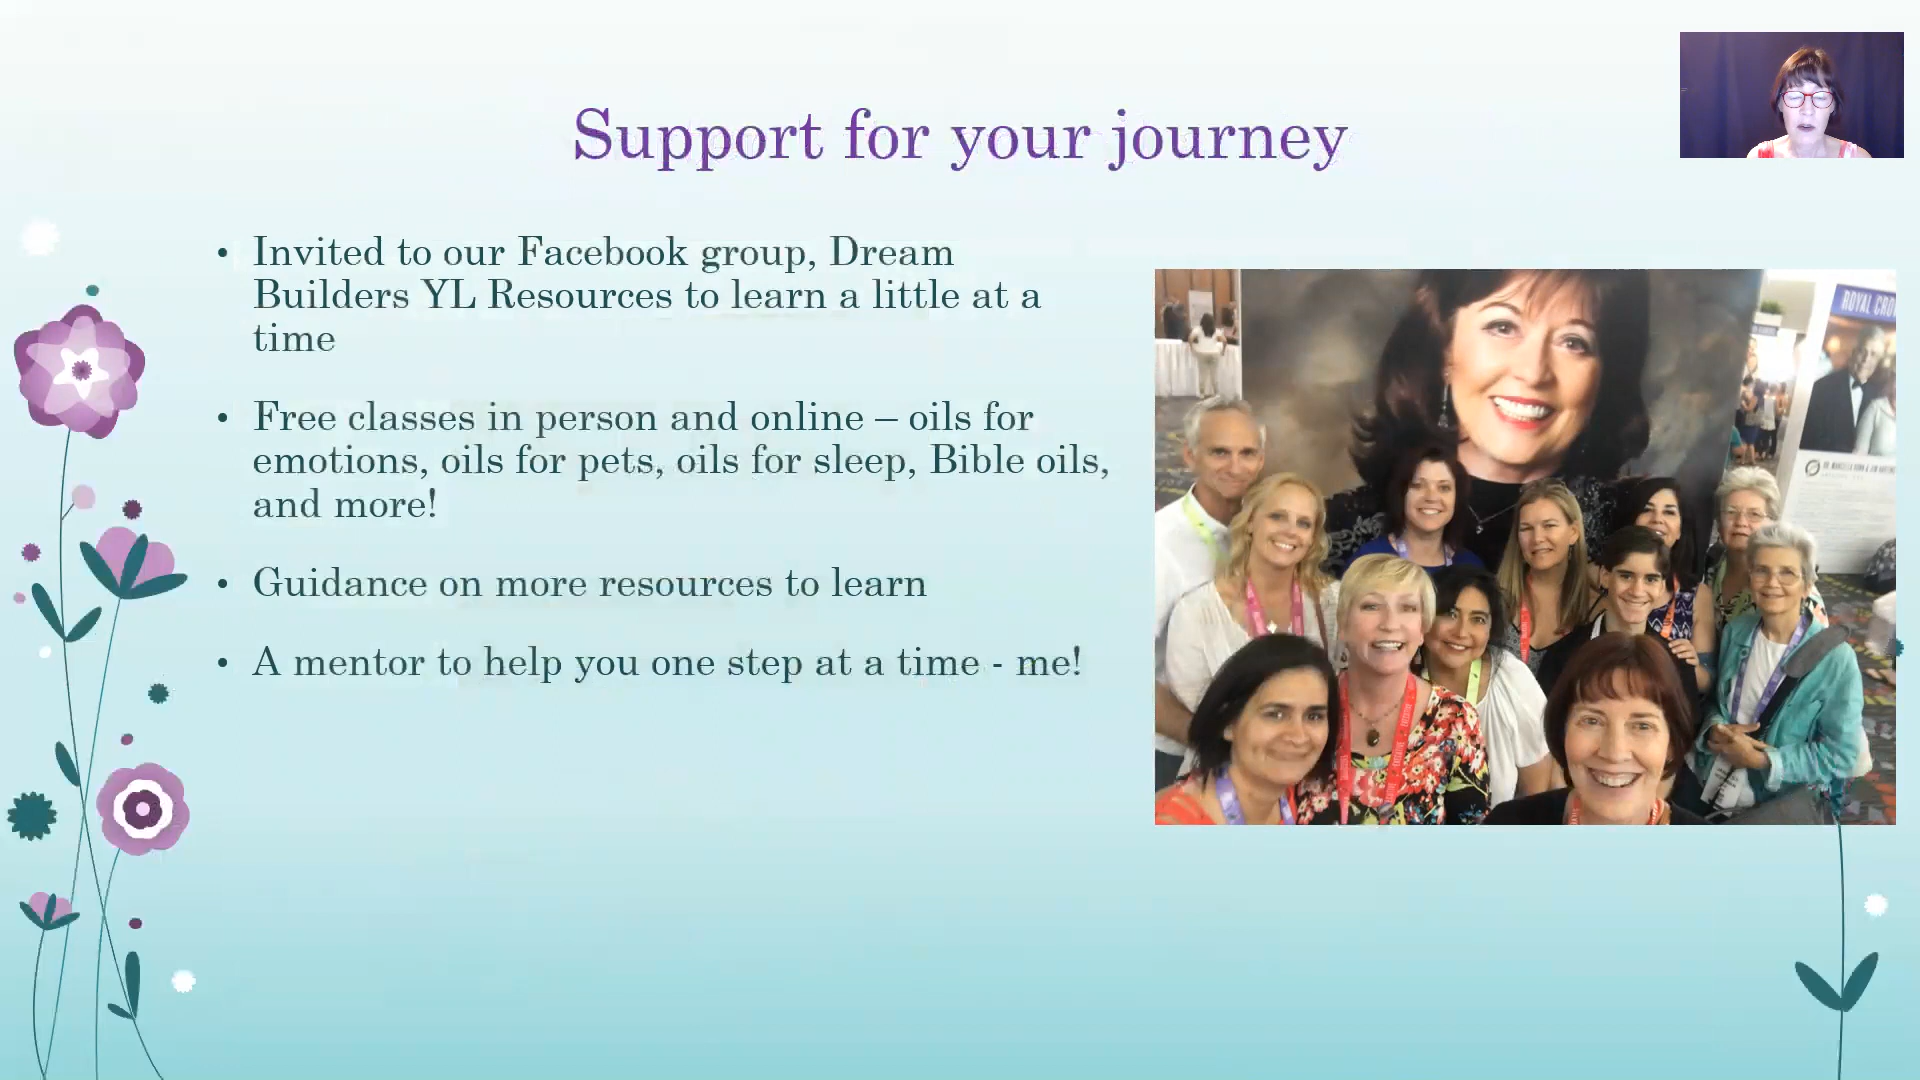 Support for your journey
• Invited to our Facebook group, Dream
Builders YL Resources to learn a little at a
time
• Free classes in person and online – oils for
emotions, oils for pets, oils for sleep, Bible oils,
and more!
• Guidance on more resources to learn
• A mentor to help you one step at a time - me!
ROYAL CRO
EXECUTIVE